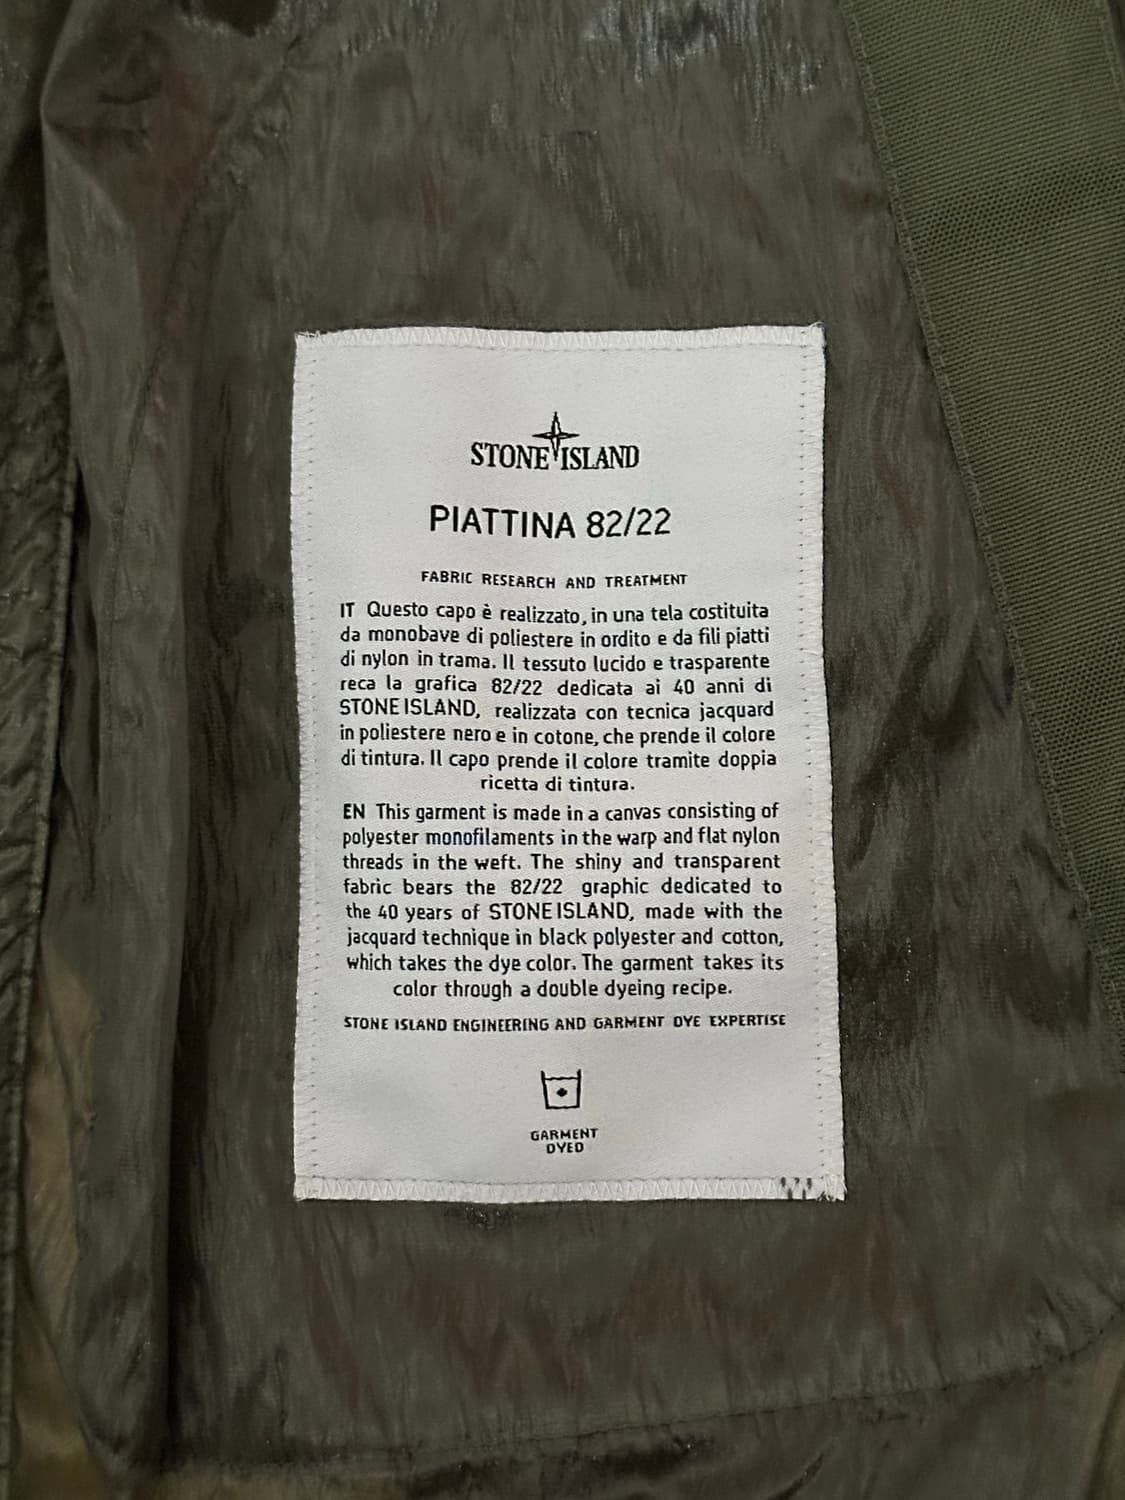 STONE ISLAND
PIATTINA 82/22
FABRIC RESEARCH AND TREATMENT
IT Questo capo è realizzato, in una tela costituita
da monobave di poliestere in ordito e da fili piatti
di nylon in trama. Il tessuto lucido e trasparente
reca la grafica 82/22 dedicata ai 40 anni di
STONE ISLAND, realizzata con tecnica jacquard
in poliestere nero e in cotone, che prende il colore
di tintura. Il capo prende il colore tramite doppia
ricetta di tintura.
EN This garment is made in a canvas consisting of
polyester monofilaments in the warp and flat nylon
threads in the weft. The shiny and transparent
fabric bears the 82/22 graphic dedicated to
the 40 years of STONE ISLAND, made with the
jacquard technique in black polyester and cotton,
which takes the dye color. The garment takes its
color through a double dyeing recipe.
STONE ISLAND ENGINEERING AND GARMENT DYE EXPERTISE
GARMENT
DYED